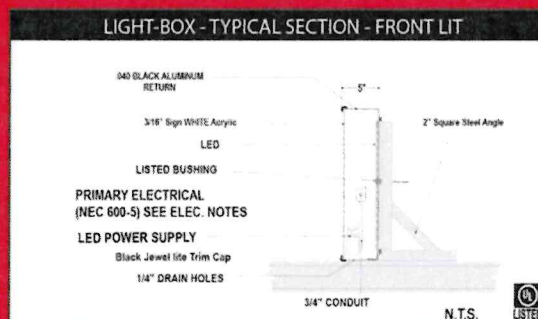 LIGHT-BOX - TYPICAL SECTION - FRONT LIT
.040 BLACK ALUMINUM
RETURN
5"
3/16" Sign WHITE Acrylic
2" Square Steel Angle
LED
LISTED BUSHING
PRIMARY ELECTRICAL
(NEC 600-5) SEE ELEC. NOTES
LED POWER SUPPLY
Black Jewel lite Trim Cap
1/4" DRAIN HOLES
3/4" CONDUIT
N.T.S.
UL
LISTED